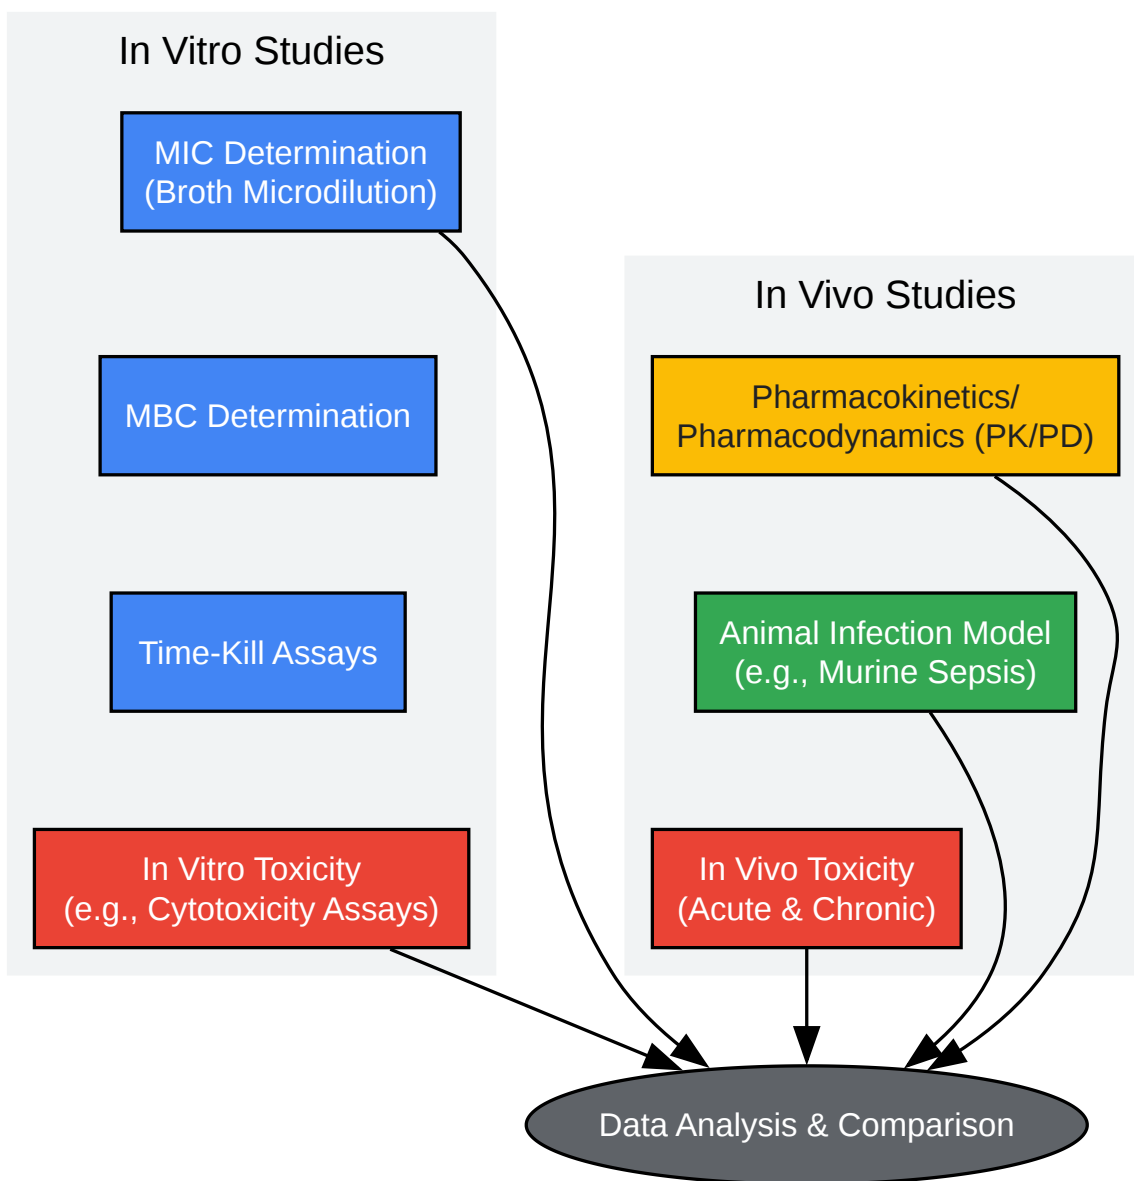 In Vitro Studies
MIC Determination
(Broth Microdilution)
MBC Determination
Time-Kill Assays
In Vitro Toxicity
(e.g., Cytotoxicity Assays)
In Vivo Studies
Pharmacokinetics/
Pharmacodynamics (PK/PD)
Animal Infection Model
(e.g., Murine Sepsis)
In Vivo Toxicity
(Acute & Chronic)
Data Analysis & Comparison